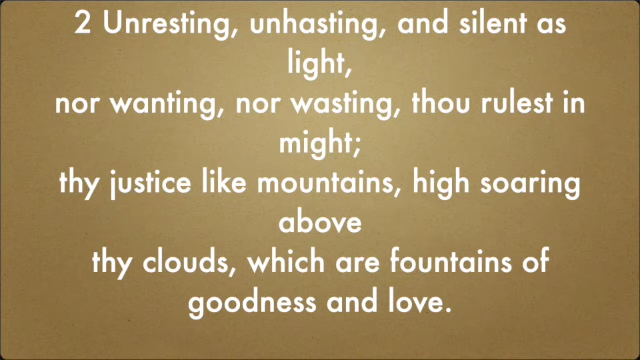 2 Unresting, unhasting, and silent as
light,
nor wanting, nor wasting, thou rulest in
might;
thy justice like mountains, high soaring
above
thy clouds, which are fountains of
goodness and love.